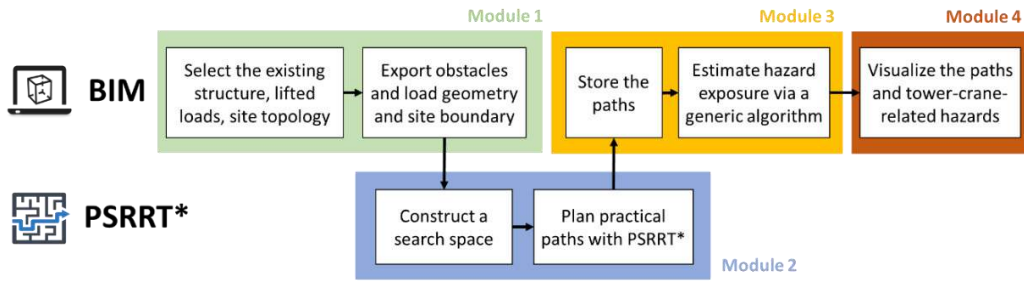 Module 1
Module 3
Module 4
BIM
Select the existing
structure, lifted
loads, site topology
Export obstacles
and load geometry
and site boundary
Store the
paths
Estimate hazard
exposure via a
generic algorithm
Visualize the paths
and tower-crane-
related hazards
PSRRT*
Construct a
search space
Plan practical
paths with PSRRT*
Module 2